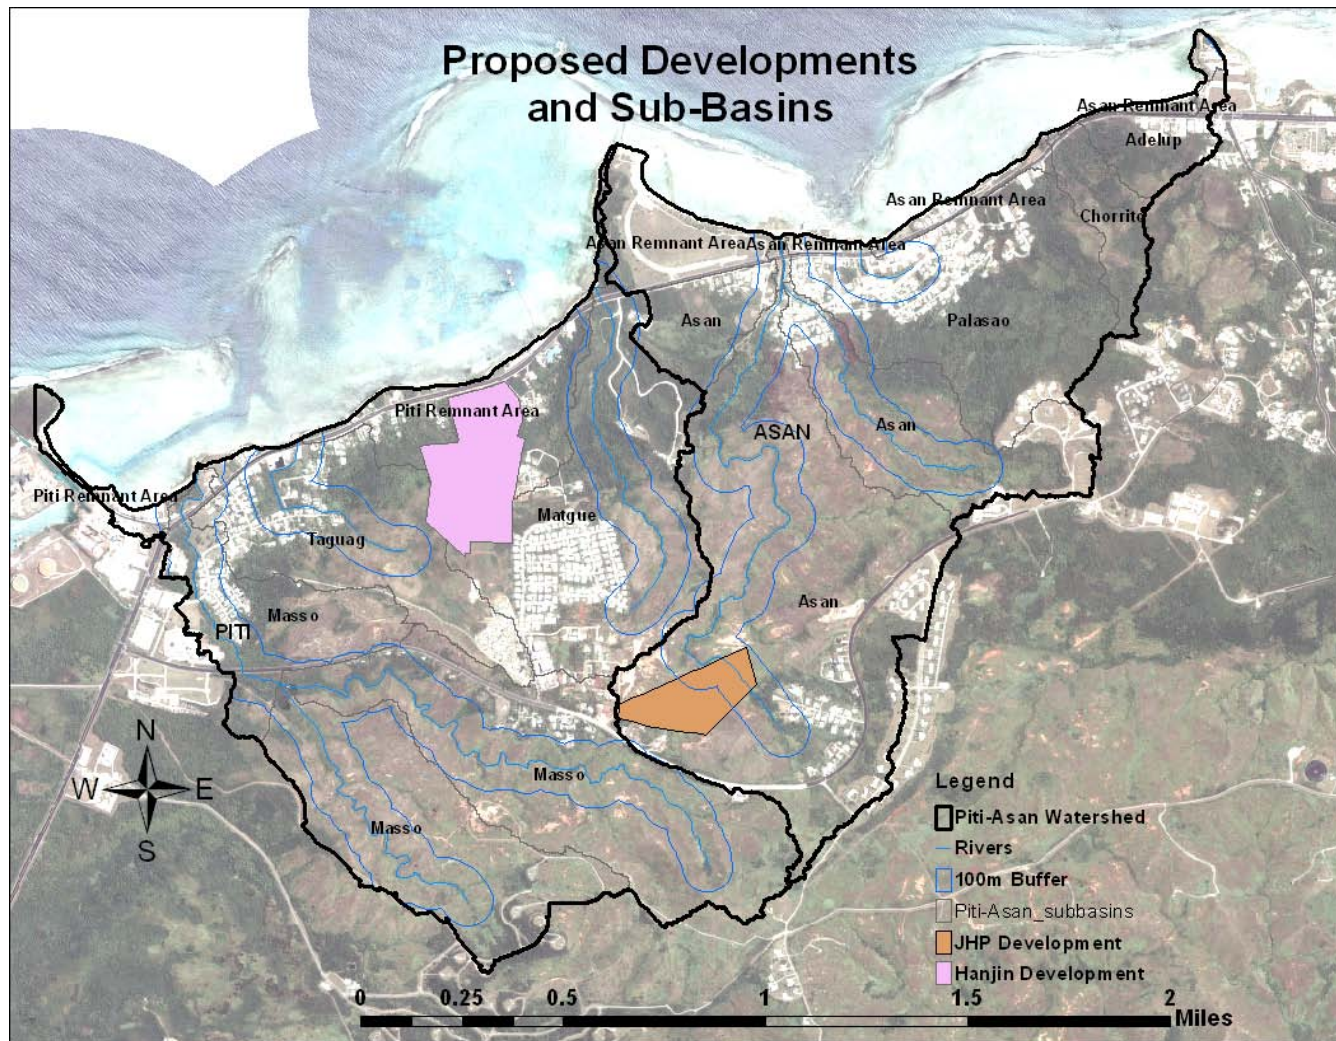 Proposed Developments
and Sub-Basins
Asan Remnant Area
Adelup
Asan Remnant Area
Chorrito
Asan Remnant Area
Asan Remnant Area
Asan
Palasao
Piti Remnant Area
ASAN
Asan
Piti Remnant Area
Matgue
Taguag
Asan
Masso
PITI
N
W
E
S
Masso
Masso
Legend
Piti-Asan Watershed
Rivers
100m Buffer
Piti-Asan_subbasins
JHP Development
Hanjin Development
0 0.25 0.5 1 1.5 2
Miles